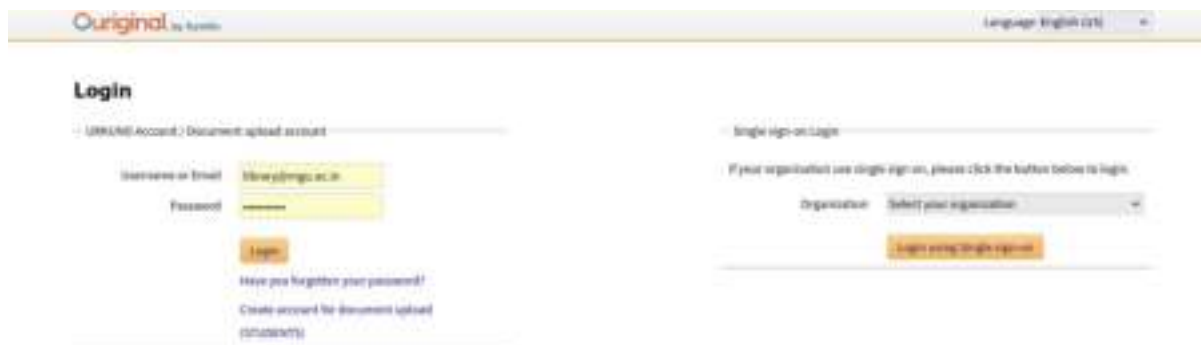 Ouriginal by Turnitin
Language: English (US)
Login
URKUND Account / Document upload account
Username or Email
library@mgu.ac.in
Password
Login
Have you forgotten your password?
Create account for document upload
(STUDENTS)
Single sign-on Login
If your organisation use single sign on, please click the button below to login.
Organization
Select your organization
Login using Single sign-on